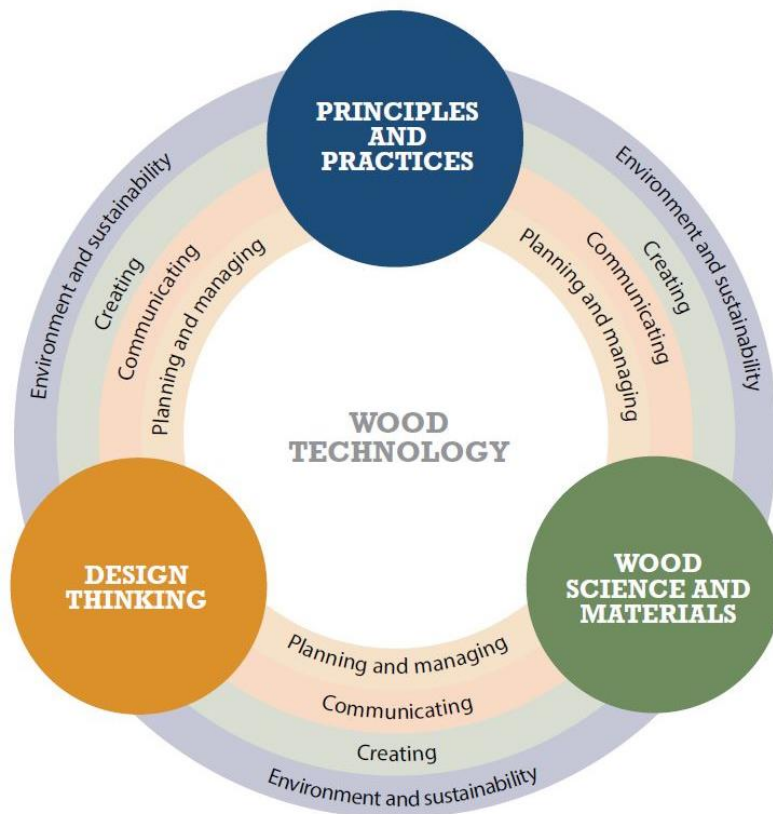 PRINCIPLES
AND
PRACTICES
Environment and sustainability
Creating
Communicating
Planning and managing
Environment and sustainability
Creating
Communicating
Planning and managing
WOOD
TECHNOLOGY
DESIGN
THINKING
WOOD
SCIENCE AND
MATERIALS
Planning and managing
Communicating
Creating
Environment and sustainability